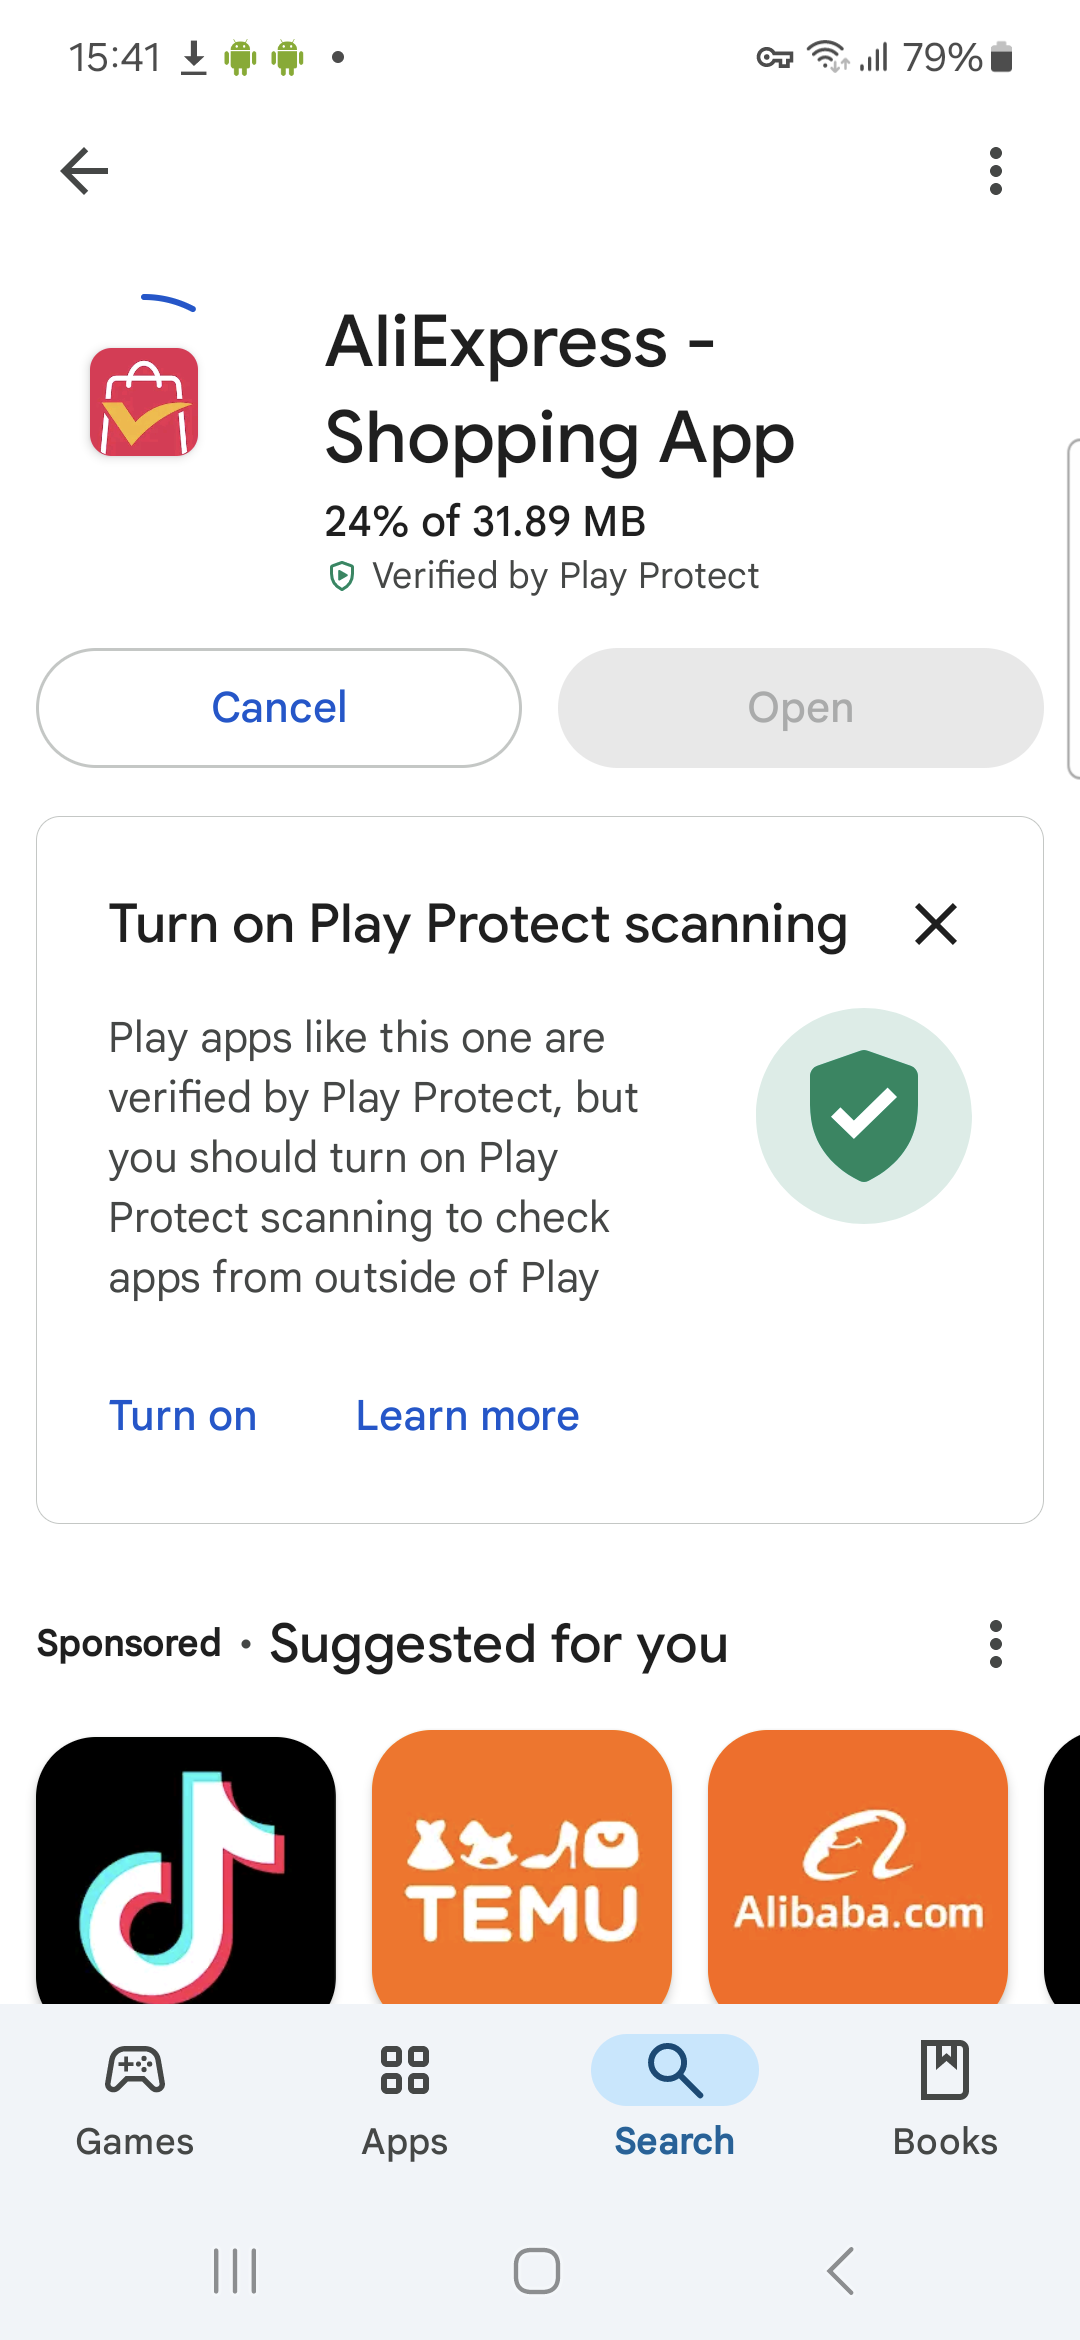 15:41
79%
AliExpress -
Shopping App
24% of 31.89 MB
Verified by Play Protect
Cancel
Open
Turn on Play Protect scanning
Play apps like this one are
verified by Play Protect, but
you should turn on Play
Protect scanning to check
apps from outside of Play
Turn on
Learn more
Sponsored • Suggested for you
TEMU
Alibaba.com
Games
Apps
Search
Books